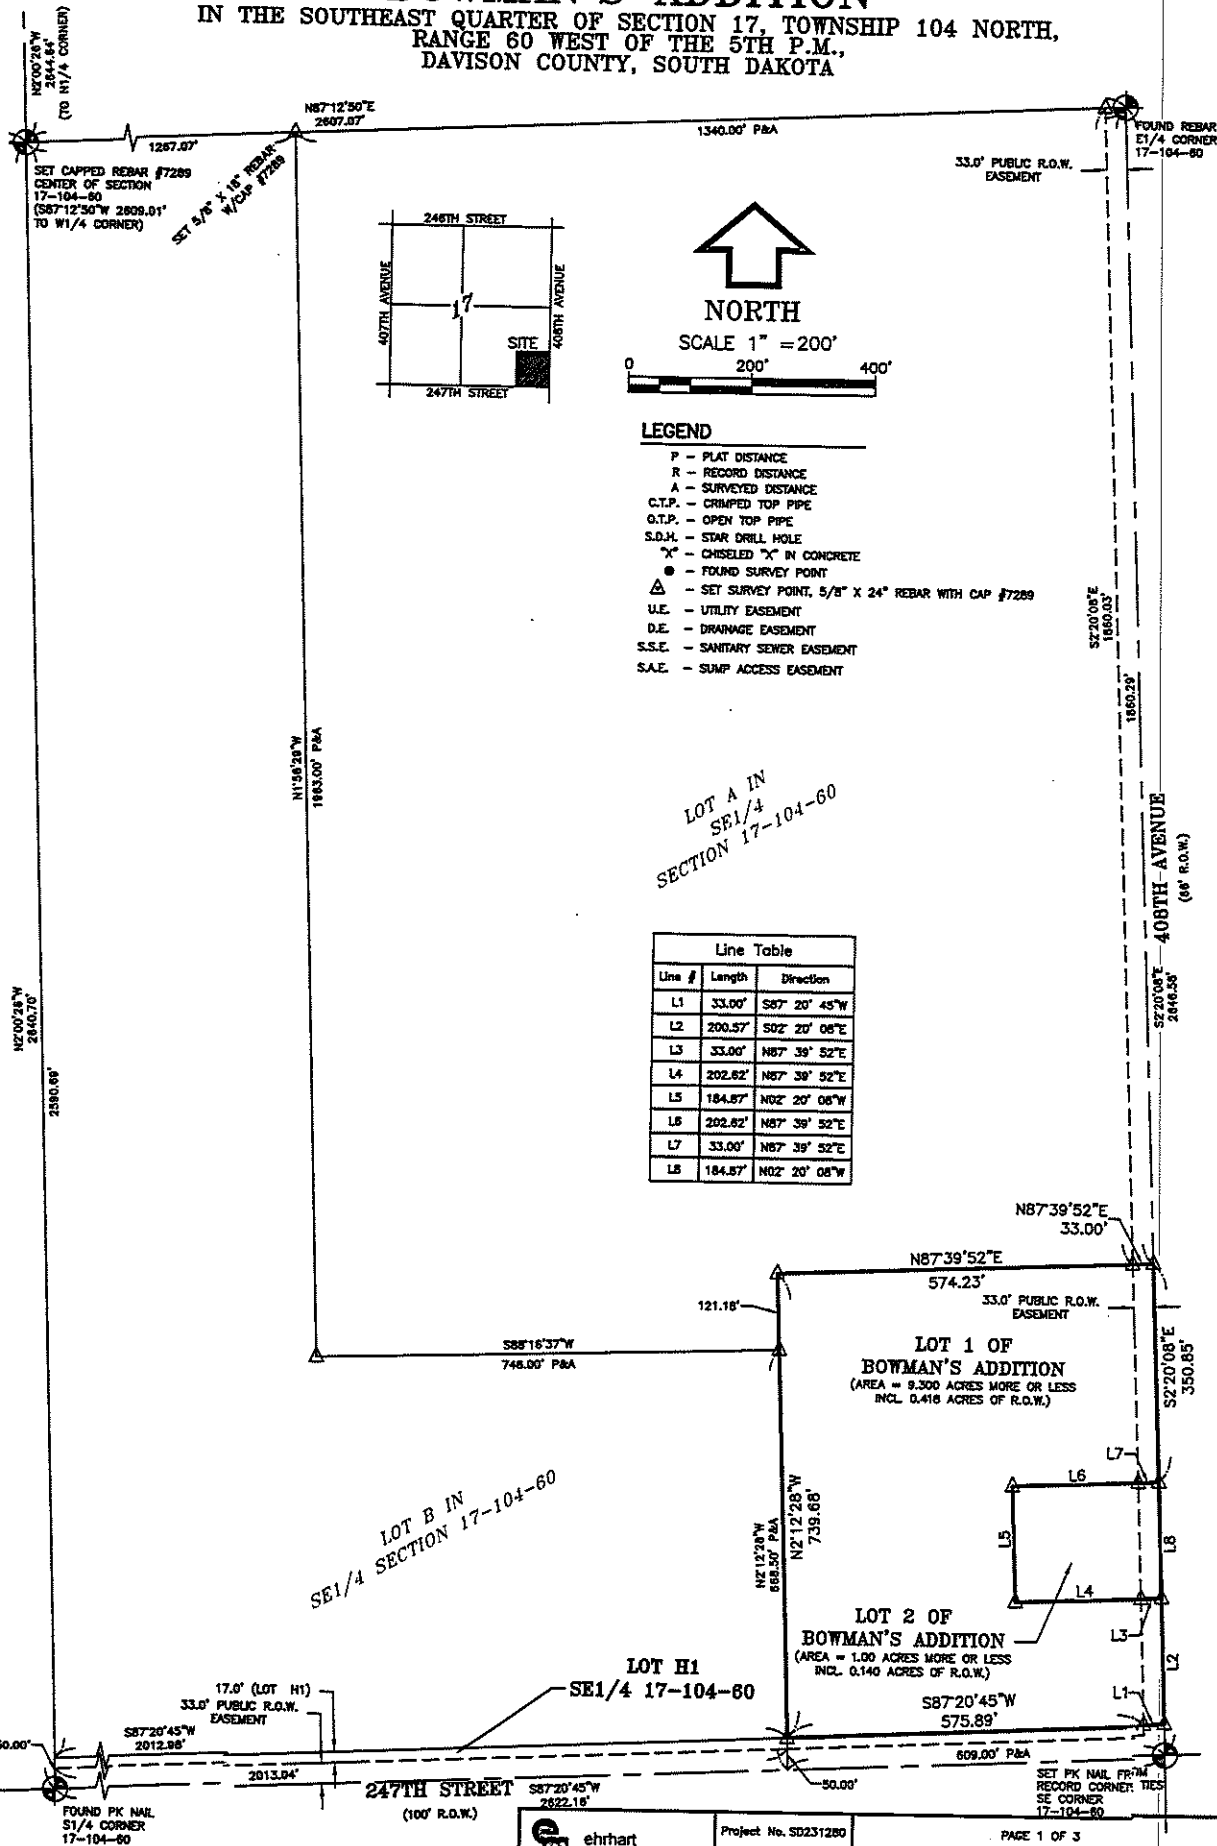 IN THE SOUTHEAST QUARTER OF SECTION 17, TOWNSHIP 104 NORTH,
RANGE 60 WEST OF THE 5TH P.M.,
DAVISON COUNTY, SOUTH DAKOTA
N2°00'28"W
2644.64'
(TO N1/4 CORNER)
N87°12'50"E
2607.07'
1267.07'
1340.00' P&A
FOUND REBAR
E1/4 CORNER
17-104-60
33.0' PUBLIC R.O.W.
EASEMENT
SET CAPPED REBAR #7289
CENTER OF SECTION
17-104-60
(S87°12'50"W 2609.01'
TO W1/4 CORNER)
SET 5/8" X 18" REBAR
W/CAP #7289
246TH STREET
407TH AVENUE
17
408TH AVENUE
SITE
247TH STREET
NORTH
SCALE 1" =200'
0 200' 400'
LEGEND
P - PLAT DISTANCE
R - RECORD DISTANCE
A - SURVEYED DISTANCE
C.T.P. - CRIMPED TOP PIPE
O.T.P. - OPEN TOP PIPE
S.D.H. - STAR DRILL HOLE
"X" - CHISELED "X" IN CONCRETE
- FOUND SURVEY POINT
- SET SURVEY POINT, 5/8" X 24" REBAR WITH CAP #7289
U.E. - UTILITY EASEMENT
D.E. - DRAINAGE EASEMENT
S.S.E. - SANITARY SEWER EASEMENT
S.A.E. - SUMP ACCESS EASEMENT
S2°20'08"E
1860.03'
1860.29'
N1°56'29"W
1963.00' P&A
LOT A IN
SE1/4
SECTION 17-104-60
408TH AVENUE
(66' R.O.W.)
S2°20'08"E
2646.58'
N2°00'28"W
2640.70'
2590.69'
Line Table
Line # Length Direction
L1 33.00' S87° 20' 45"W
L2 200.57' S02° 20' 08"E
L3 33.00' N87° 39' 52"E
L4 202.62' N87° 39' 52"E
L5 184.87' N02° 20' 08"W
L6 202.62' N87° 39' 52"E
L7 33.00' N87° 39' 52"E
L8 184.87' N02° 20' 08"W
N87°39'52"E
33.00'
N87°39'52"E
574.23'
33.0' PUBLIC R.O.W.
EASEMENT
121.18'
S88°16'37"W
746.00' P&A
LOT 1 OF
BOWMAN'S ADDITION
(AREA = 9.300 ACRES MORE OR LESS
INCL. 0.418 ACRES OF R.O.W.)
S2°20'08"E
350.85'
L7
L6
L5
L8
L4
L3
L2
L1
N2°12'28"W
668.50' P&A
N2°12'28"W
739.68'
LOT B IN
SE1/4 SECTION 17-104-60
LOT 2 OF
BOWMAN'S ADDITION
(AREA = 1.00 ACRES MORE OR LESS
INCL. 0.140 ACRES OF R.O.W.)
LOT H1
SE1/4 17-104-60
17.0' (LOT H1)
33.0' PUBLIC R.O.W.
EASEMENT
S87°20'45"W
575.89'
S87°20'45"W
2012.98'
2013.04'
247TH STREET
(100' R.O.W.)
S87°20'45"W
2622.16'
50.00'
609.00' P&A
SET PK NAIL FROM
RECORD CORNER TIES
SE CORNER
17-104-60
FOUND PK NAIL
S1/4 CORNER
17-104-60
ehrhart
Project No. SD231280
PAGE 1 OF 3